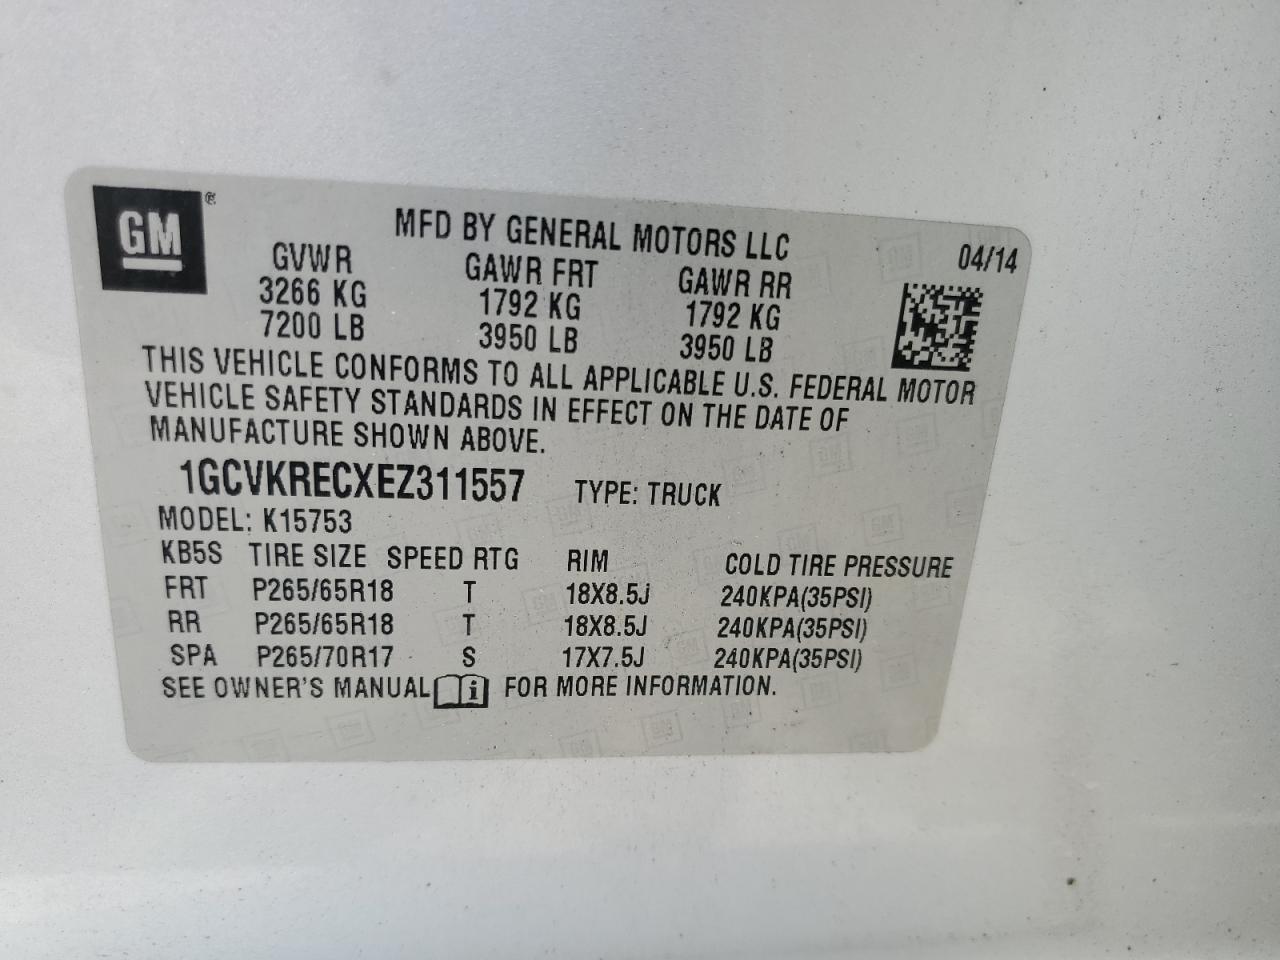 GM ®
MFD BY GENERAL MOTORS LLC 04/14
GVWR GAWR FRT GAWR RR
3266 KG 1792 KG 1792 KG
7200 LB 3950 LB 3950 LB
THIS VEHICLE CONFORMS TO ALL APPLICABLE U.S. FEDERAL MOTOR
VEHICLE SAFETY STANDARDS IN EFFECT ON THE DATE OF
MANUFACTURE SHOWN ABOVE.
1GCVKRECXEZ311557 TYPE: TRUCK
MODEL: K15753
KB5S TIRE SIZE SPEED RTG RIM COLD TIRE PRESSURE
FRT P265/65R18 T 18X8.5J 240KPA(35PSI)
RR P265/65R18 T 18X8.5J 240KPA(35PSI)
SPA P265/70R17 S 17X7.5J 240KPA(35PSI)
SEE OWNER'S MANUAL i FOR MORE INFORMATION.